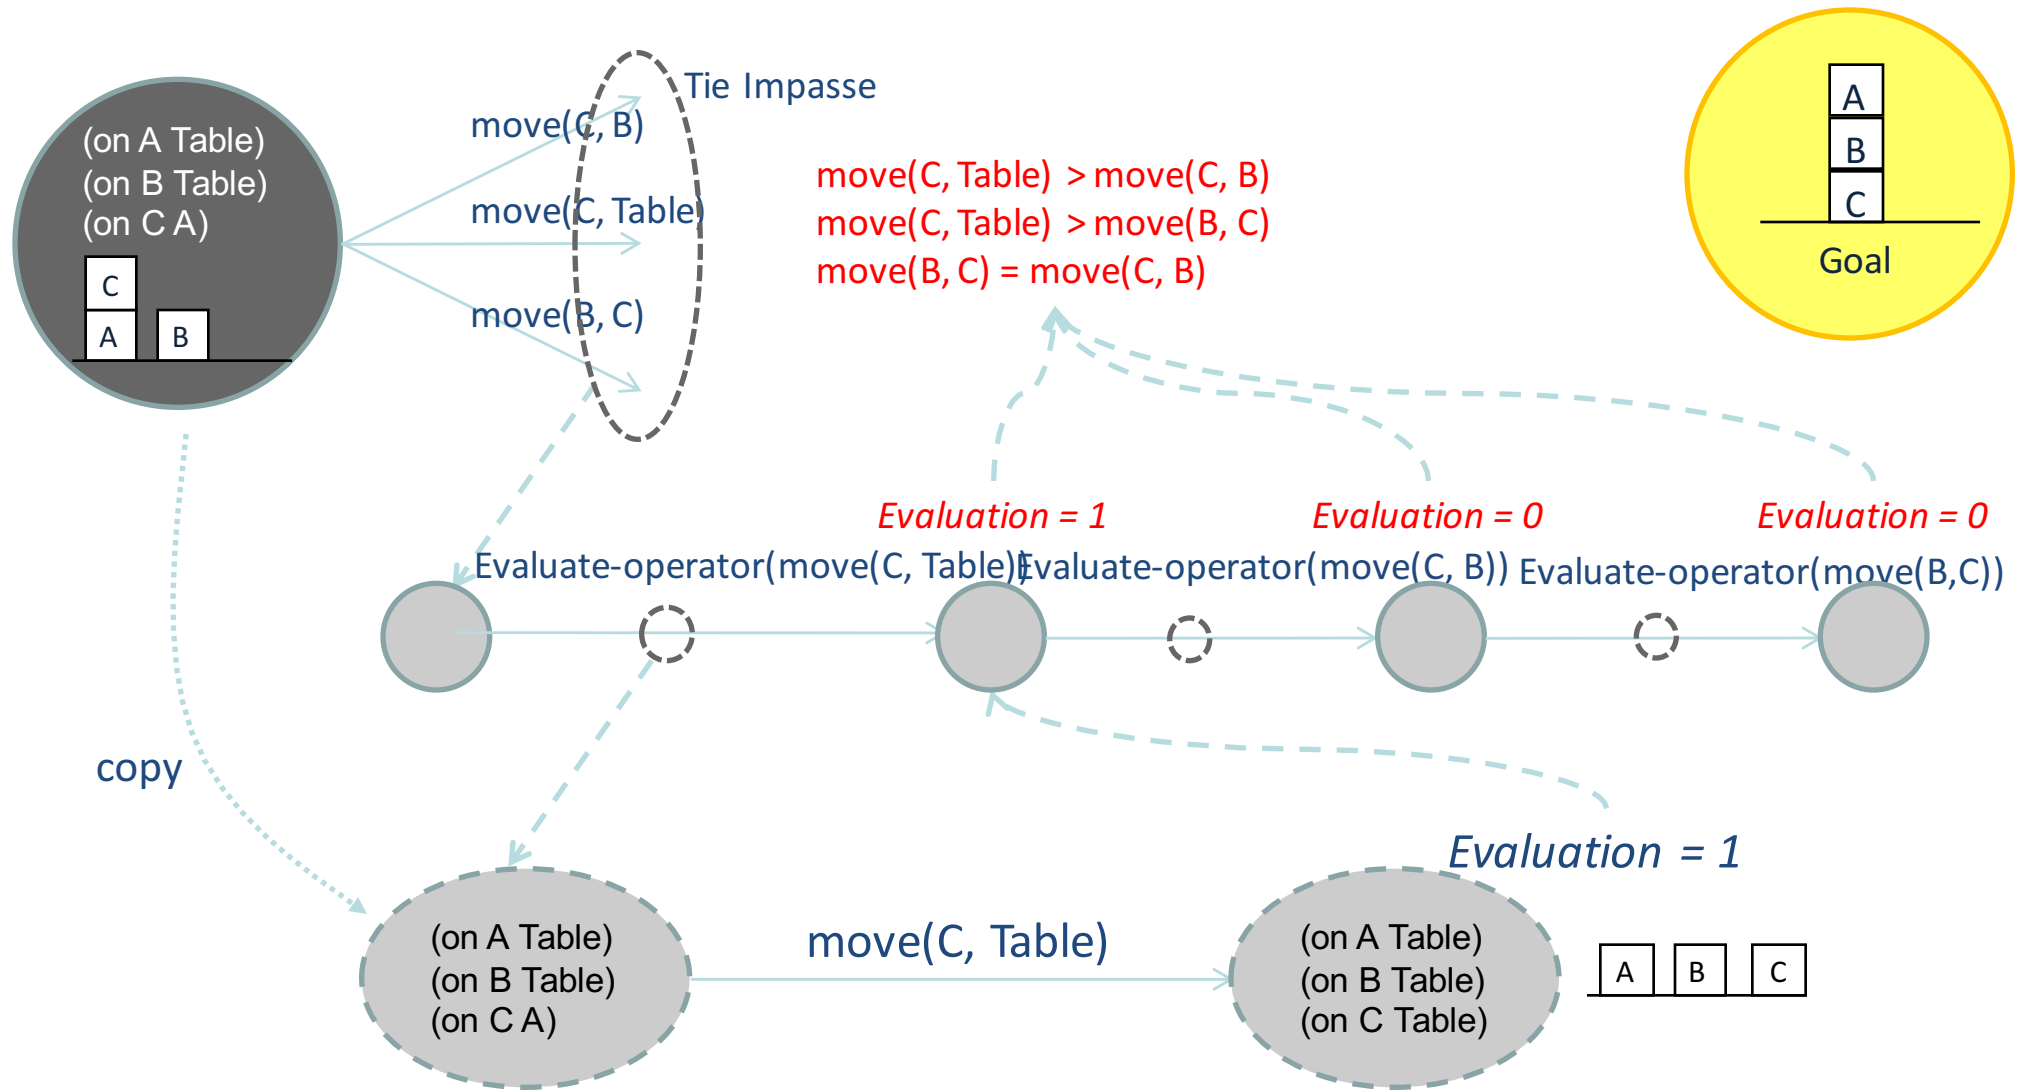 Tie Impasse
(on A Table)
(on B Table)
(on C A)
C
A
B
move(C, B)
move(C, Table)
move(B, C)
move(C, Table) > move(C, B)
move(C, Table) > move(B, C)
move(B, C) = move(C, B)
A
B
C
Goal
Evaluation = 1
Evaluation = 0
Evaluation = 0
Evaluate-operator(move(C, Table))
Evaluate-operator(move(C, B))
Evaluate-operator(move(B,C))
copy
Evaluation = 1
(on A Table)
(on B Table)
(on C A)
move(C, Table)
(on A Table)
(on B Table)
(on C Table)
A
B
C